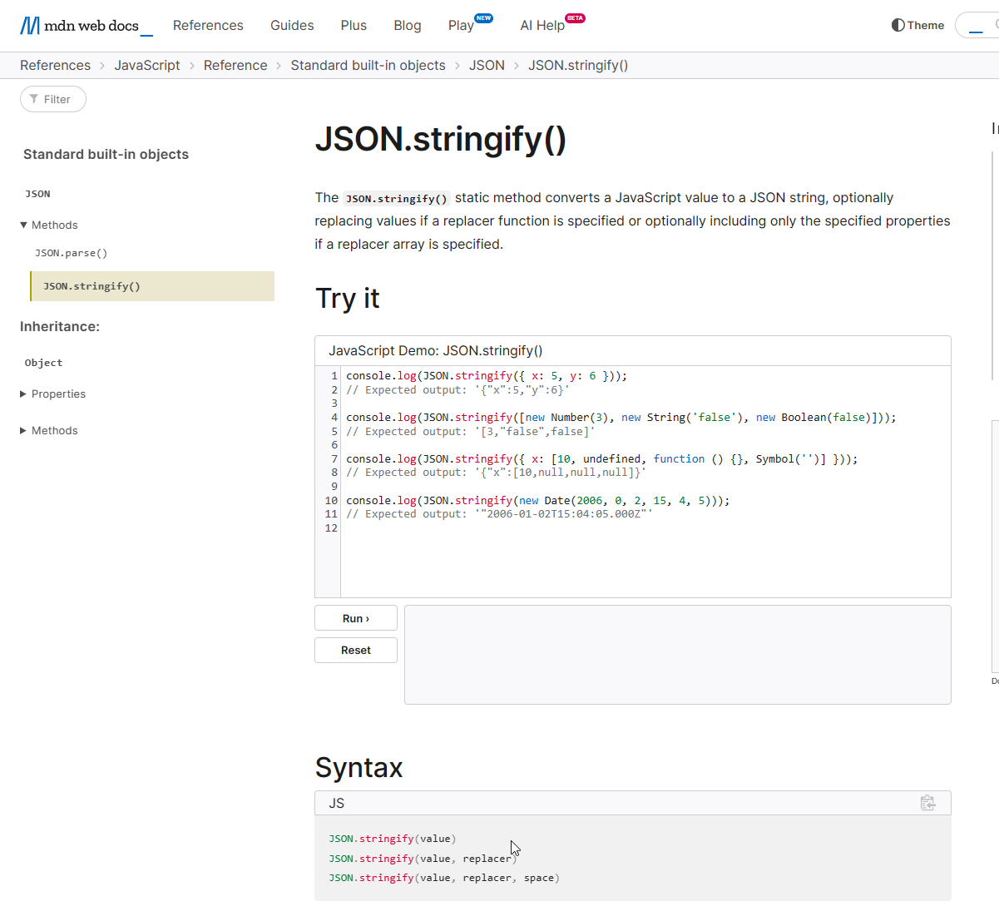 mdn web docs_
References
Guides
Plus
Blog
Play NEW
AI Help BETA
Theme
References > JavaScript > Reference > Standard built-in objects > JSON > JSON.stringify()
Filter
Standard built-in objects
JSON
▼ Methods
JSON.parse()
JSON.stringify()
Inheritance:
Object
▶ Properties
▶ Methods
JSON.stringify()
The JSON.stringify() static method converts a JavaScript value to a JSON string, optionally
replacing values if a replacer function is specified or optionally including only the specified properties
if a replacer array is specified.
Try it
JavaScript Demo: JSON.stringify()
1 console.log(JSON.stringify({ x: 5, y: 6 }));
2 // Expected output: '{"x":5,"y":6}'
3
4 console.log(JSON.stringify([new Number(3), new String('false'), new Boolean(false)]));
5 // Expected output: '[3,"false",false]'
6
7 console.log(JSON.stringify({ x: [10, undefined, function () {}, Symbol('')] }));
8 // Expected output: '{"x":[10,null,null,null]}'
9
10 console.log(JSON.stringify(new Date(2006, 0, 2, 15, 4, 5)));
11 // Expected output: '"2006-01-02T15:04:05.000Z"'
12
Run ›
Reset
Syntax
JS
JSON.stringify(value)
JSON.stringify(value, replacer)
JSON.stringify(value, replacer, space)